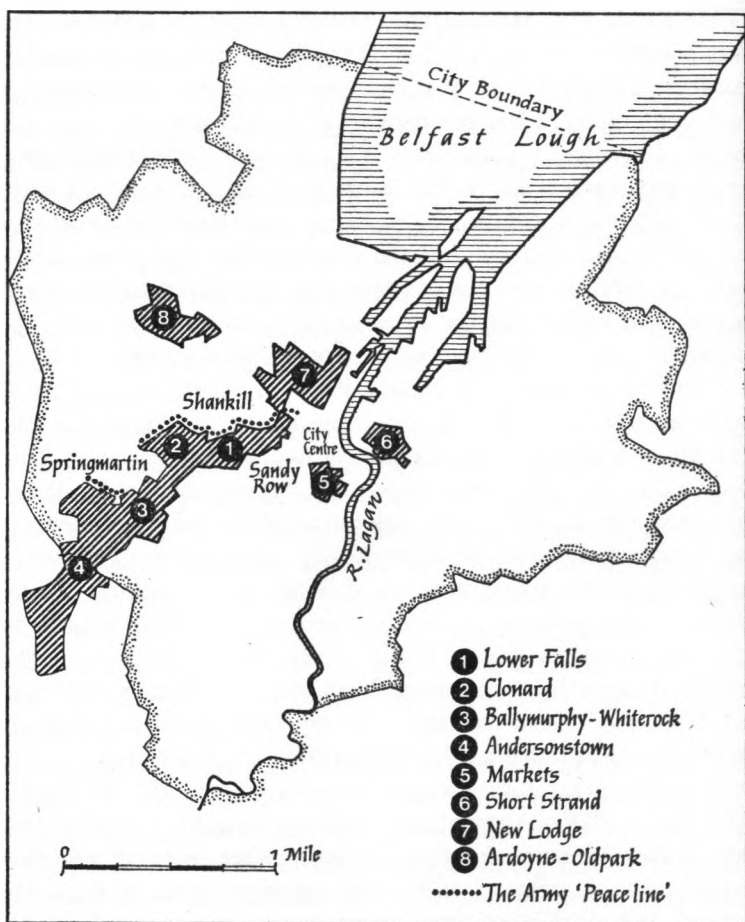 City Boundary
Belfast Lough
8
7
Shankill
2
1
City
Centre
6
Springmartin
Sandy
Row
5
3
R. Lagan
4
1 Lower Falls
2 Clonard
3 Ballymurphy-Whiterock
4 Andersonstown
5 Markets
6 Short Strand
7 New Lodge
8 Ardoyne-Oldpark
The Army 'Peace line'
0 1 Mile